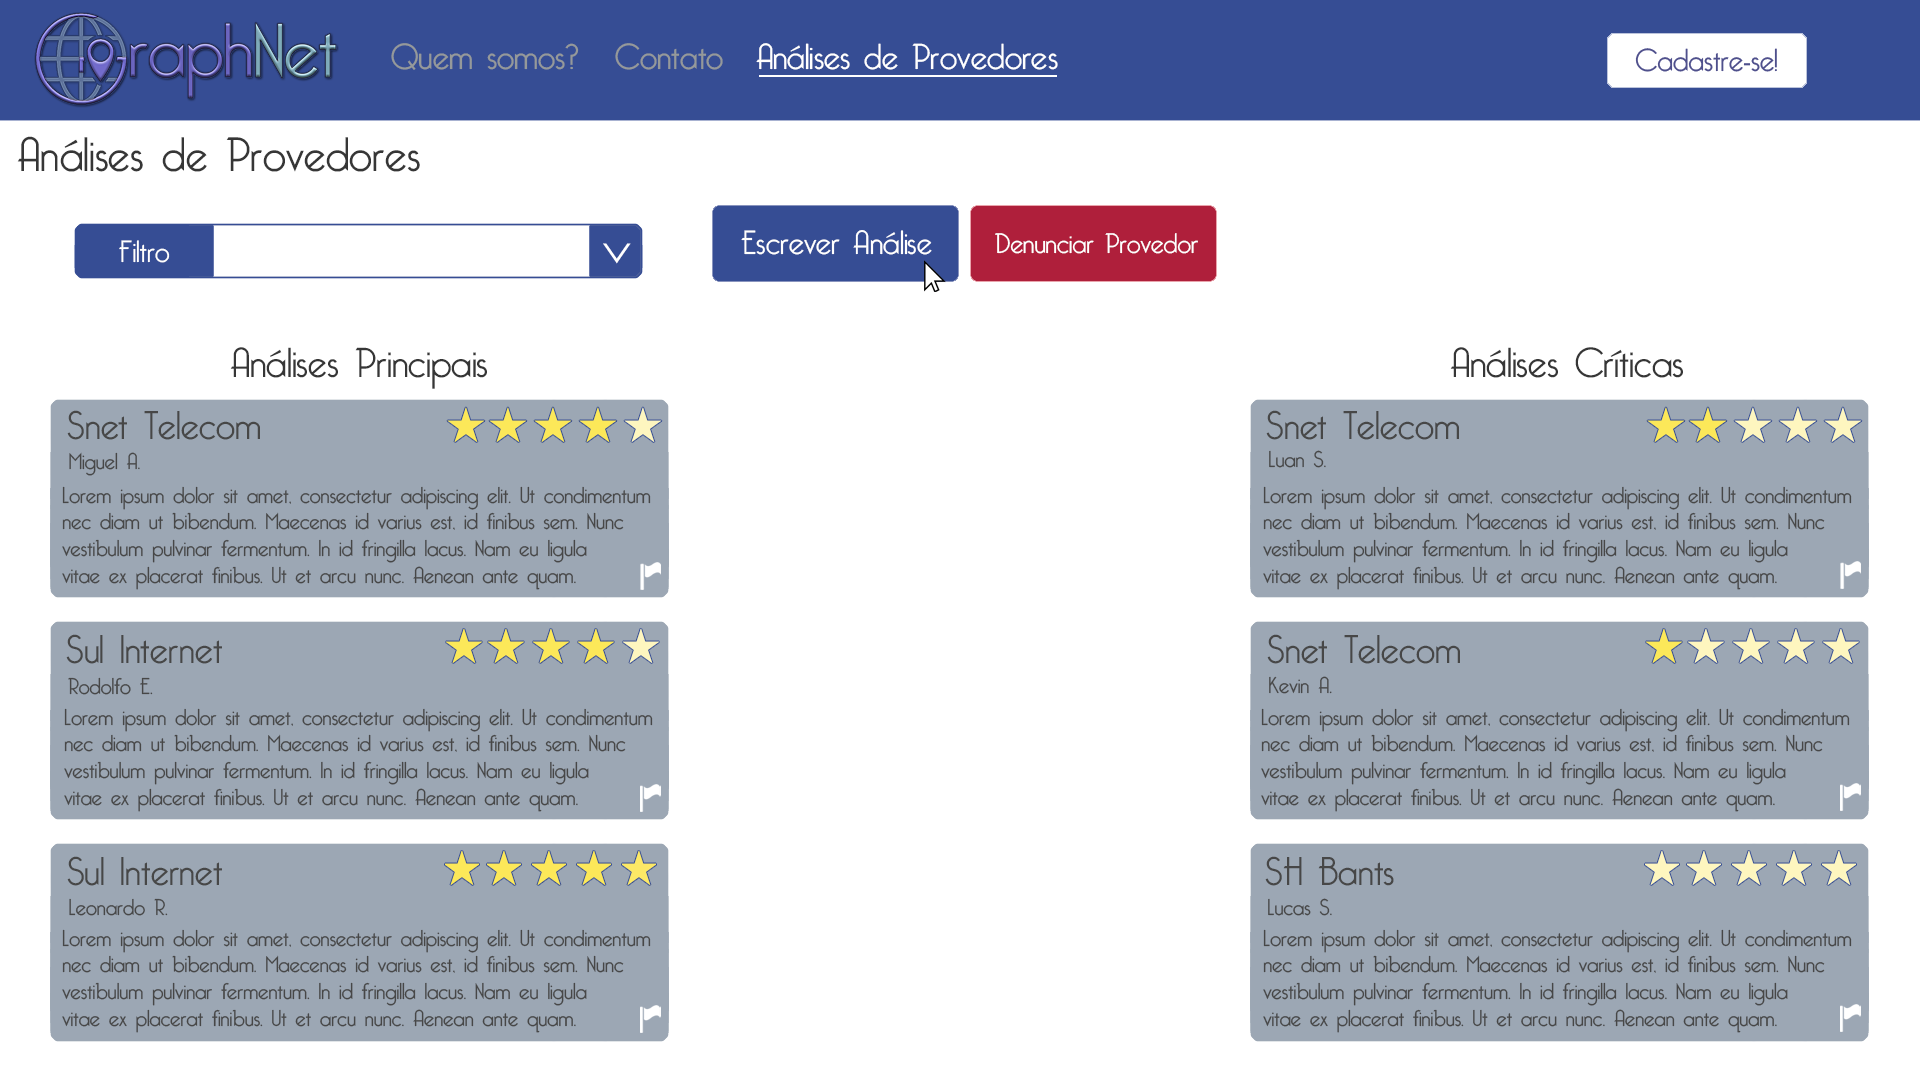 GraphNet
Quem somos?
Contato
Análises de Provedores
Cadastre-se!
Análises de Provedores
Filtro
Escrever Análise
Denunciar Provedor
Análises Principais
Snet Telecom
Miguel A.
Lorem ipsum dolor sit amet, consectetur adipiscing elit. Ut condimentum
nec diam ut bibendum. Maecenas id varius est, id finibus sem. Nunc
vestibulum pulvinar fermentum. In id fringilla lacus. Nam eu ligula
vitae ex placerat finibus. Ut et arcu nunc. Aenean ante quam.
Sul Internet
Rodolfo E.
Lorem ipsum dolor sit amet, consectetur adipiscing elit. Ut condimentum
nec diam ut bibendum. Maecenas id varius est, id finibus sem. Nunc
vestibulum pulvinar fermentum. In id fringilla lacus. Nam eu ligula
vitae ex placerat finibus. Ut et arcu nunc. Aenean ante quam.
Sul Internet
Leonardo R.
Lorem ipsum dolor sit amet, consectetur adipiscing elit. Ut condimentum
nec diam ut bibendum. Maecenas id varius est, id finibus sem. Nunc
vestibulum pulvinar fermentum. In id fringilla lacus. Nam eu ligula
vitae ex placerat finibus. Ut et arcu nunc. Aenean ante quam.
Análises Críticas
Snet Telecom
Luan S.
Lorem ipsum dolor sit amet, consectetur adipiscing elit. Ut condimentum
nec diam ut bibendum. Maecenas id varius est, id finibus sem. Nunc
vestibulum pulvinar fermentum. In id fringilla lacus. Nam eu ligula
vitae ex placerat finibus. Ut et arcu nunc. Aenean ante quam.
Snet Telecom
Kevin A.
Lorem ipsum dolor sit amet, consectetur adipiscing elit. Ut condimentum
nec diam ut bibendum. Maecenas id varius est, id finibus sem. Nunc
vestibulum pulvinar fermentum. In id fringilla lacus. Nam eu ligula
vitae ex placerat finibus. Ut et arcu nunc. Aenean ante quam.
SH Bants
Lucas S.
Lorem ipsum dolor sit amet, consectetur adipiscing elit. Ut condimentum
nec diam ut bibendum. Maecenas id varius est, id finibus sem. Nunc
vestibulum pulvinar fermentum. In id fringilla lacus. Nam eu ligula
vitae ex placerat finibus. Ut et arcu nunc. Aenean ante quam.